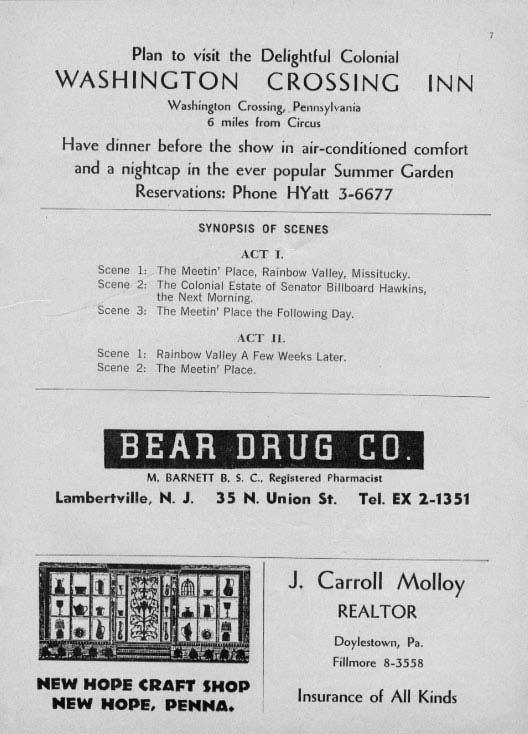 7
Plan to visit the Delightful Colonial
WASHINGTON CROSSING INN
Washington Crossing, Pennsylvania
6 miles from Circus
Have dinner before the show in air-conditioned comfort
and a nightcap in the ever popular Summer Garden
Reservations: Phone HYatt 3-6677
SYNOPSIS OF SCENES
ACT I.
Scene 1: The Meetin' Place, Rainbow Valley, Missitucky.
Scene 2: The Colonial Estate of Senator Billboard Hawkins,
the Next Morning.
Scene 3: The Meetin' Place the Following Day.
ACT II.
Scene 1: Rainbow Valley A Few Weeks Later.
Scene 2: The Meetin' Place.
BEAR DRUG CO.
M. BARNETT B. S. C., Registered Pharmacist
Lambertville, N. J. 35 N. Union St. Tel. EX 2-1351
NEW HOPE CRAFT SHOP
NEW HOPE, PENNA.
J. Carroll Molloy
REALTOR
Doylestown, Pa.
Fillmore 8-3558
Insurance of All Kinds